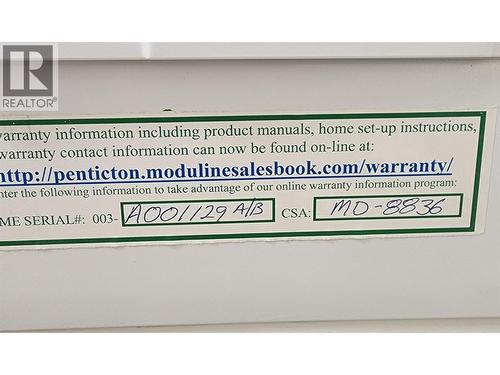 R
REALTOR®
warranty information including product manuals, home set-up instructions,
warranty contact information can now be found on-line at:
http://penticton.modulinesalesbook.com/warranty/
nter the following information to take advantage of our online warranty information program:
ME SERIAL#: 003- A001129 A/B CSA: MD-8836